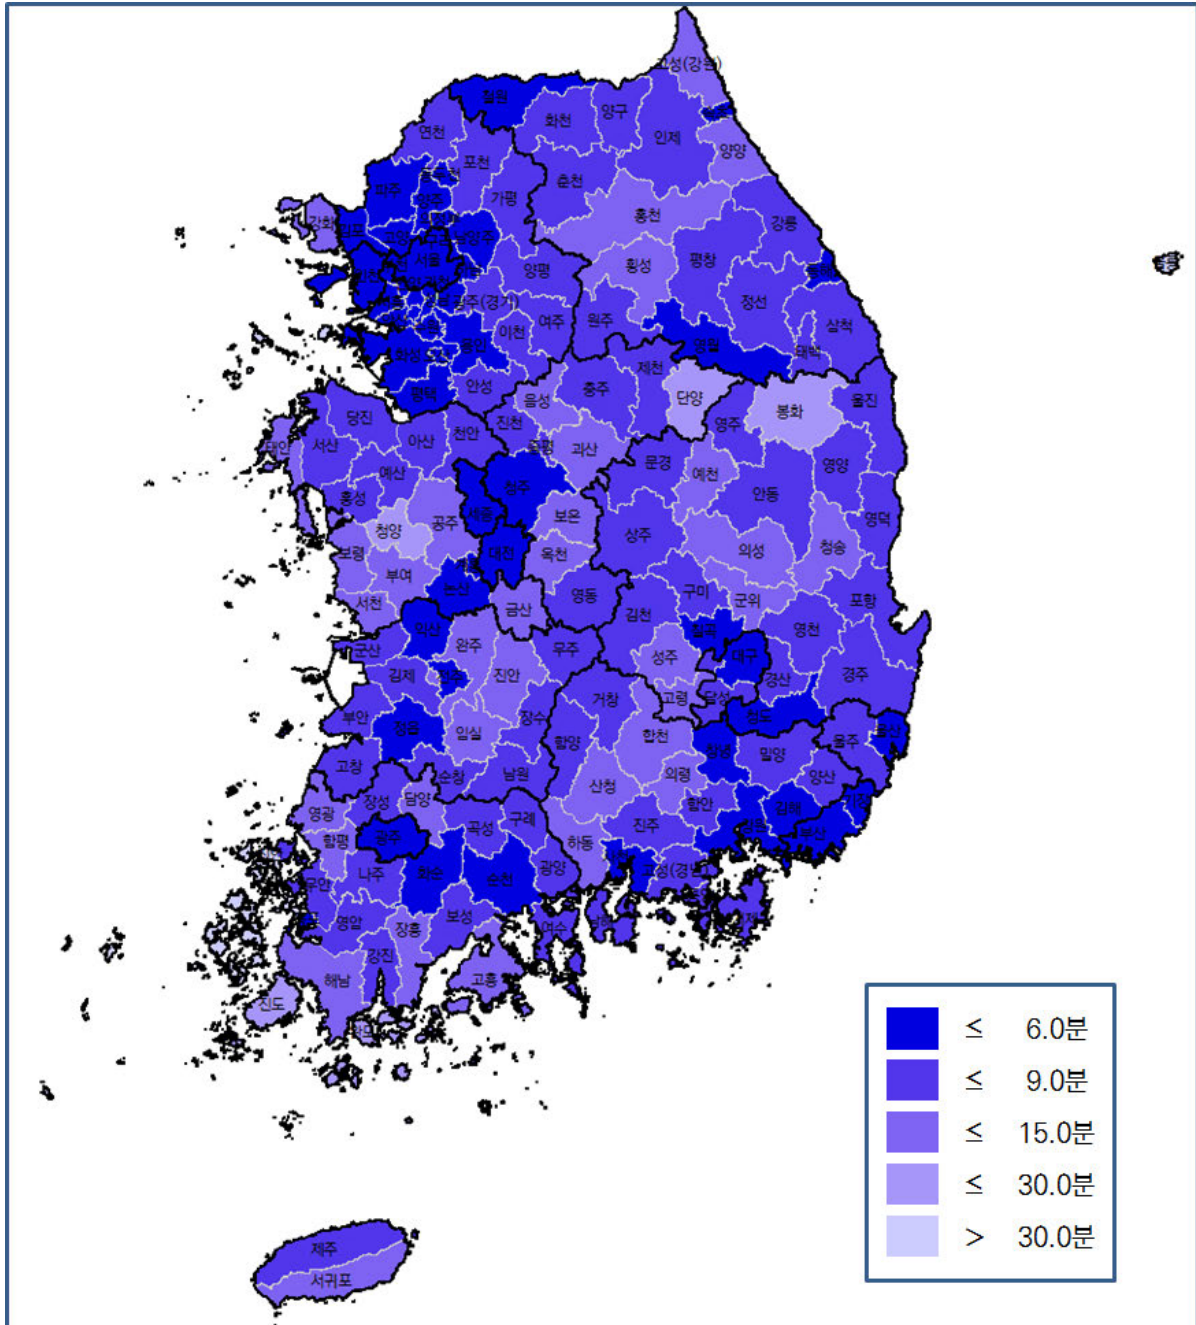 고성(강원)
철원
화천
양구
인제
연천
양양
포천
춘천
파주
양주
가평
강화
홍천
강릉
김포
고양
남양주
서울
횡성
평창
양평
정선
광주(경기)
여주
원주
이천
삼척
화성
용인
영월
태백
제천
평택
안성
충주
단양
음성
봉화
울진
당진
진천
영주
천안
아산
서산
태안
증평
괴산
문경
예천
영양
예산
안동
청주
홍성
세종
보은
공주
영덕
청양
상주
보령
대전
옥천
의성
청송
부여
논산
영동
구미
군위
포항
서천
금산
김천
익산
칠곡
영천
군산
완주
무주
성주
대구
김제
전주
진안
경산
경주
거창
고령
달성
부안
장수
청도
정읍
임실
합천
울산
함양
창녕
밀양
울주
고창
순창
남원
의령
양산
산청
장성
담양
함안
김해
기장
영광
곡성
구례
진주
창원
부산
함평
광주
하동
나주
화순
순천
광양
고성(경남)
무안
영암
장흥
보성
여수
강진
해남
고흥
진도
완도
≤ 6.0분
≤ 9.0분
≤ 15.0분
≤ 30.0분
> 30.0분
제주
서귀포